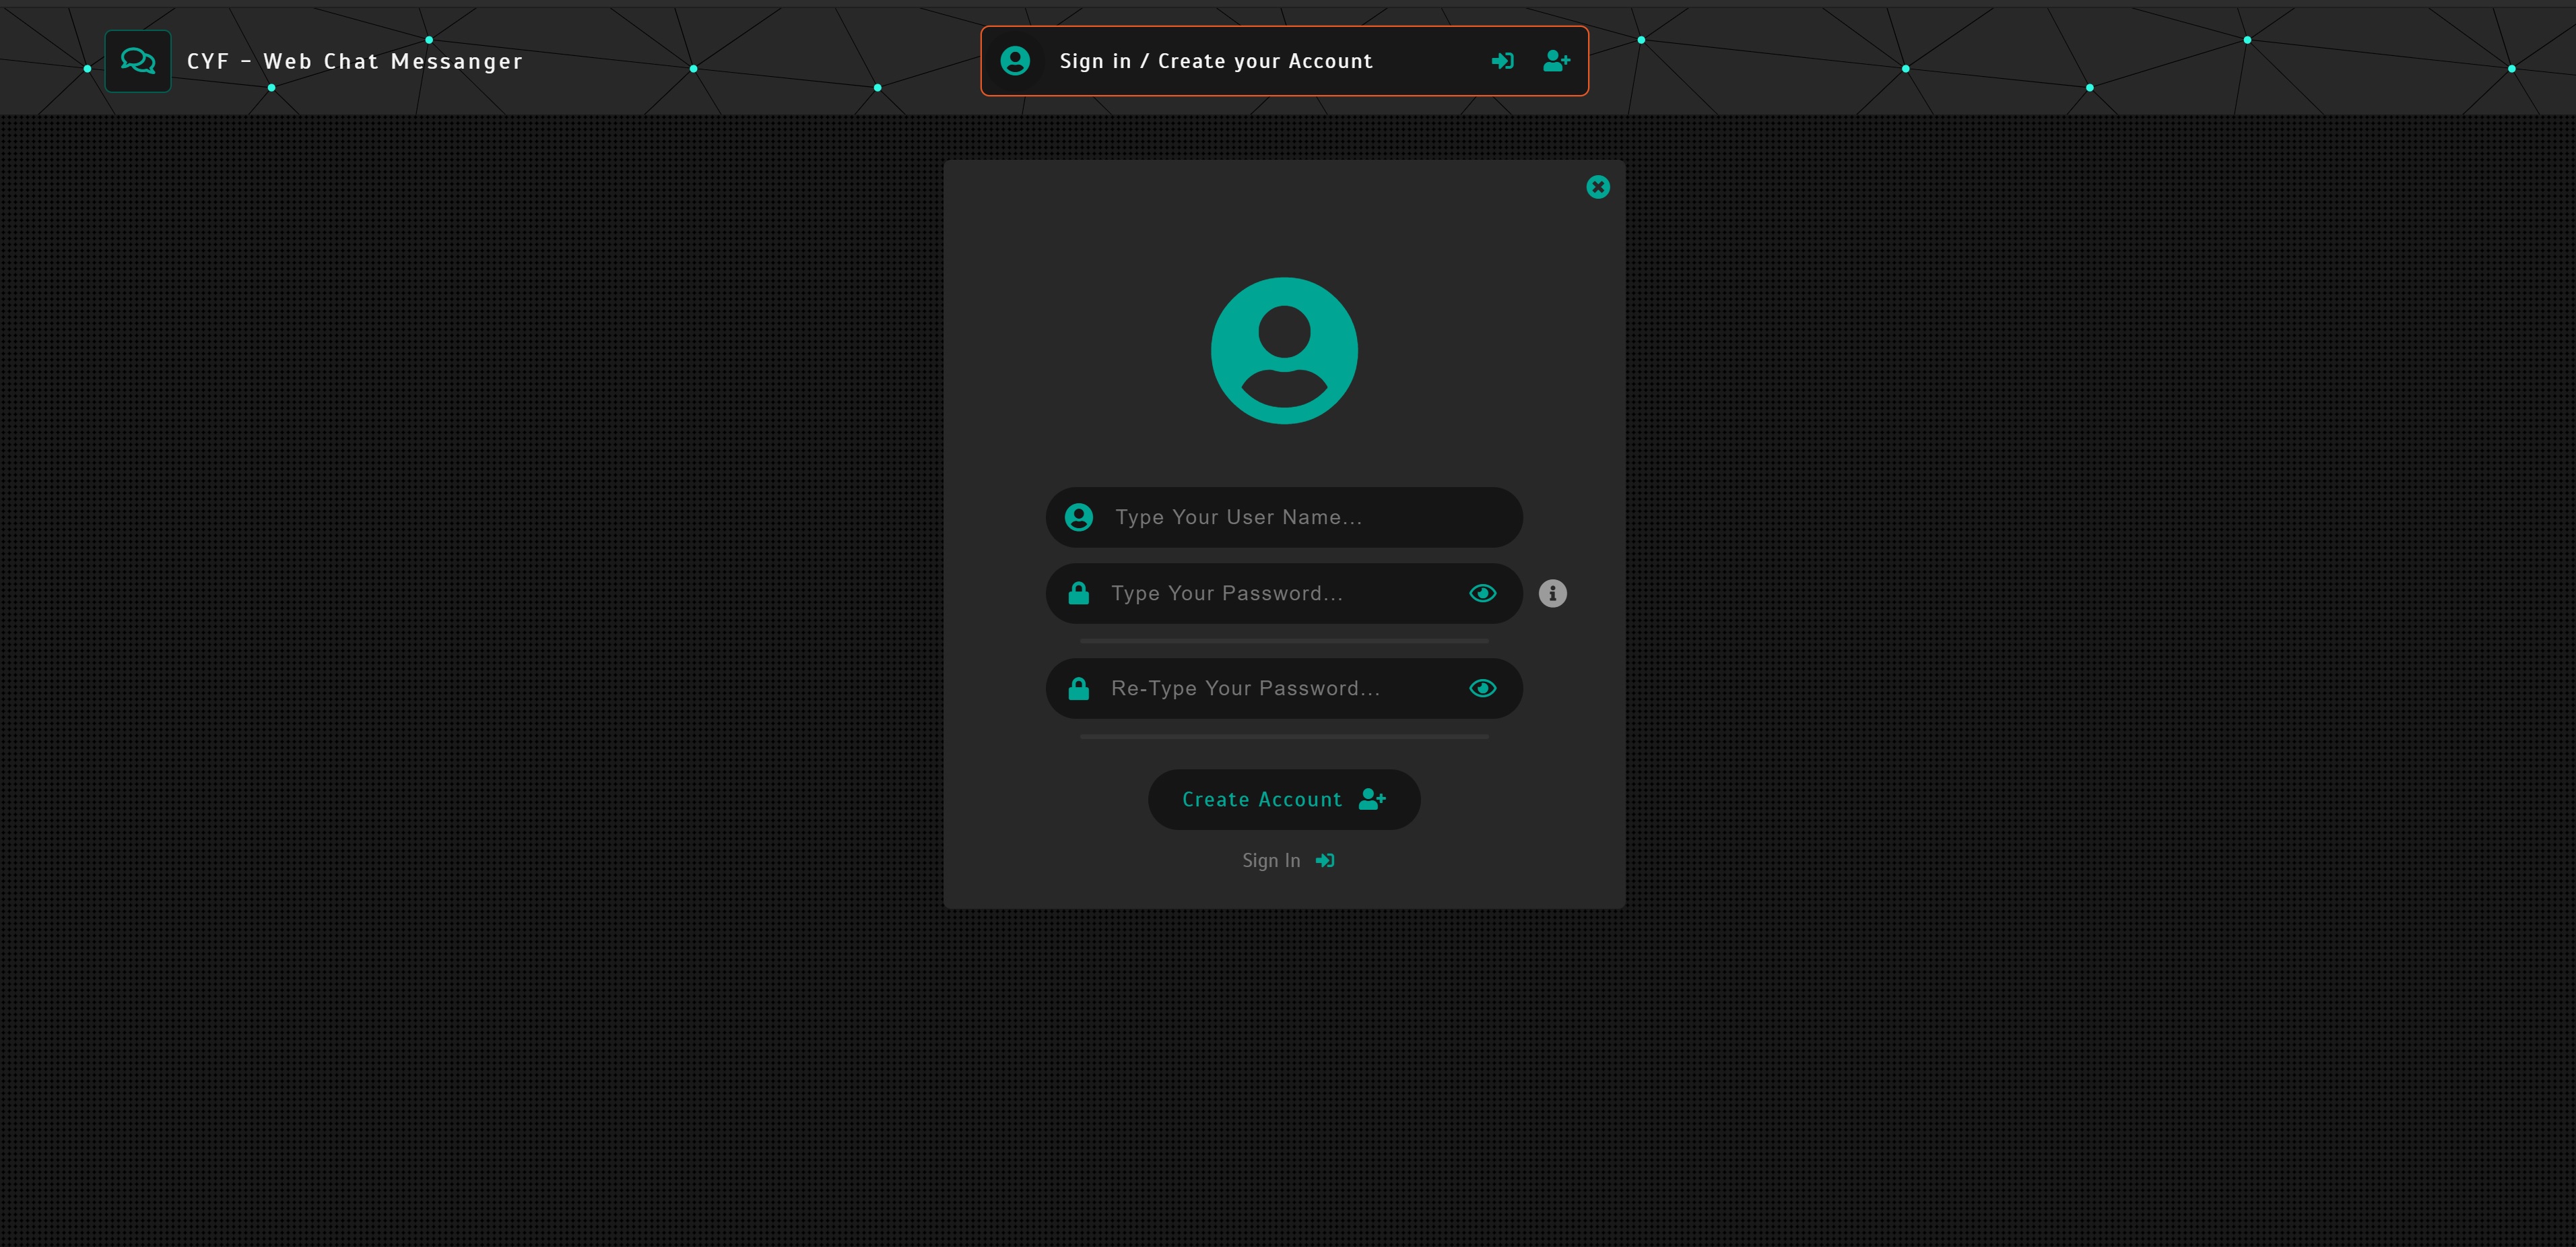 CYF - Web Chat Messanger
Sign in / Create your Account
Type Your User Name...
Type Your Password...
Re-Type Your Password...
Create Account
Sign In